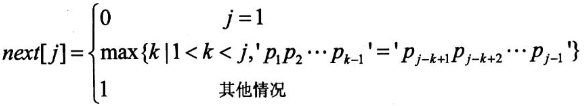 0 j=1
next[j]= max{k|1<k<j,'p₁p₂⋯pₖ₋₁'='pⱼ₋ₖ₊₁pⱼ₋ₖ₊₂⋯pⱼ₋₁'}
1 其他情况